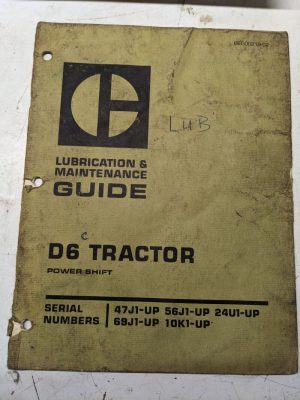 LUB
LUBRICATION &
MAINTENANCE
GUIDE
C
D6 TRACTOR
POWER SHIFT
SERIAL
NUMBERS
47J1-UP 56J1-UP 24U1-UP
69J1-UP 10K1-UP